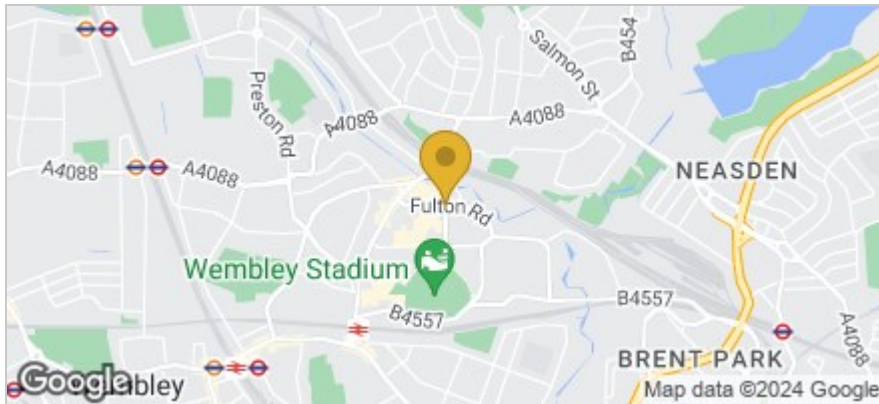 B454
Salmon St
Preston Rd
A4088
A4088
A4088
A4088
NEASDEN
Fulton Rd
Wembley Stadium
B4557
B4557
A4088
BRENT PARK
Google
Map data ©2024 Google